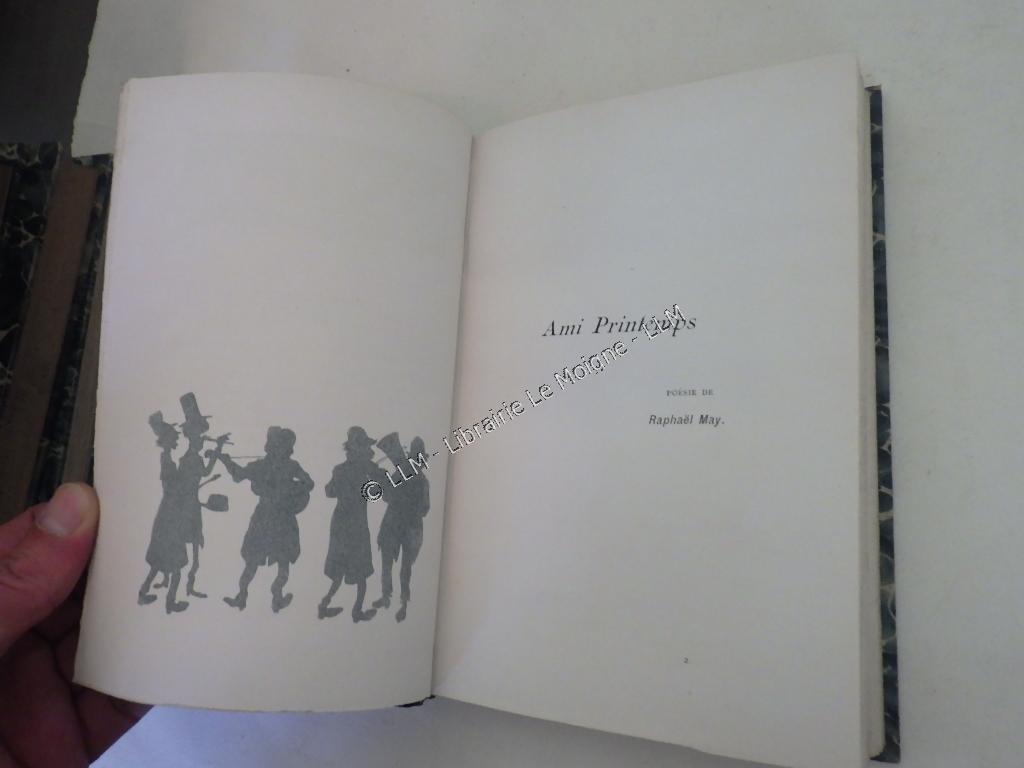 Ami Printemps
POÉSIE DE
Raphaël May.
2.
© LLM - Librairie Le Moigne - LLM